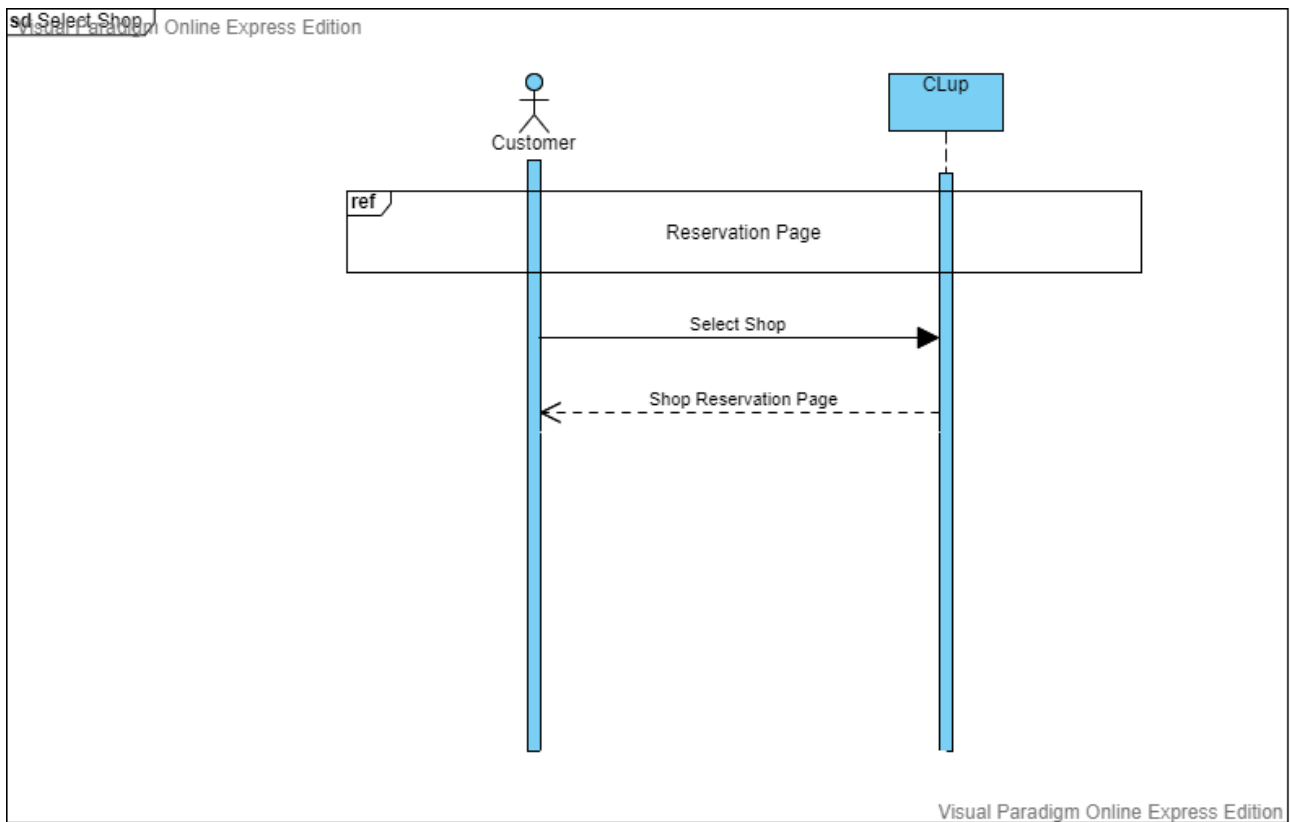 sd Select Shop
Visual Paradigm Online Express Edition
Customer
CLup
ref
Reservation Page
Select Shop
Shop Reservation Page
Visual Paradigm Online Express Edition